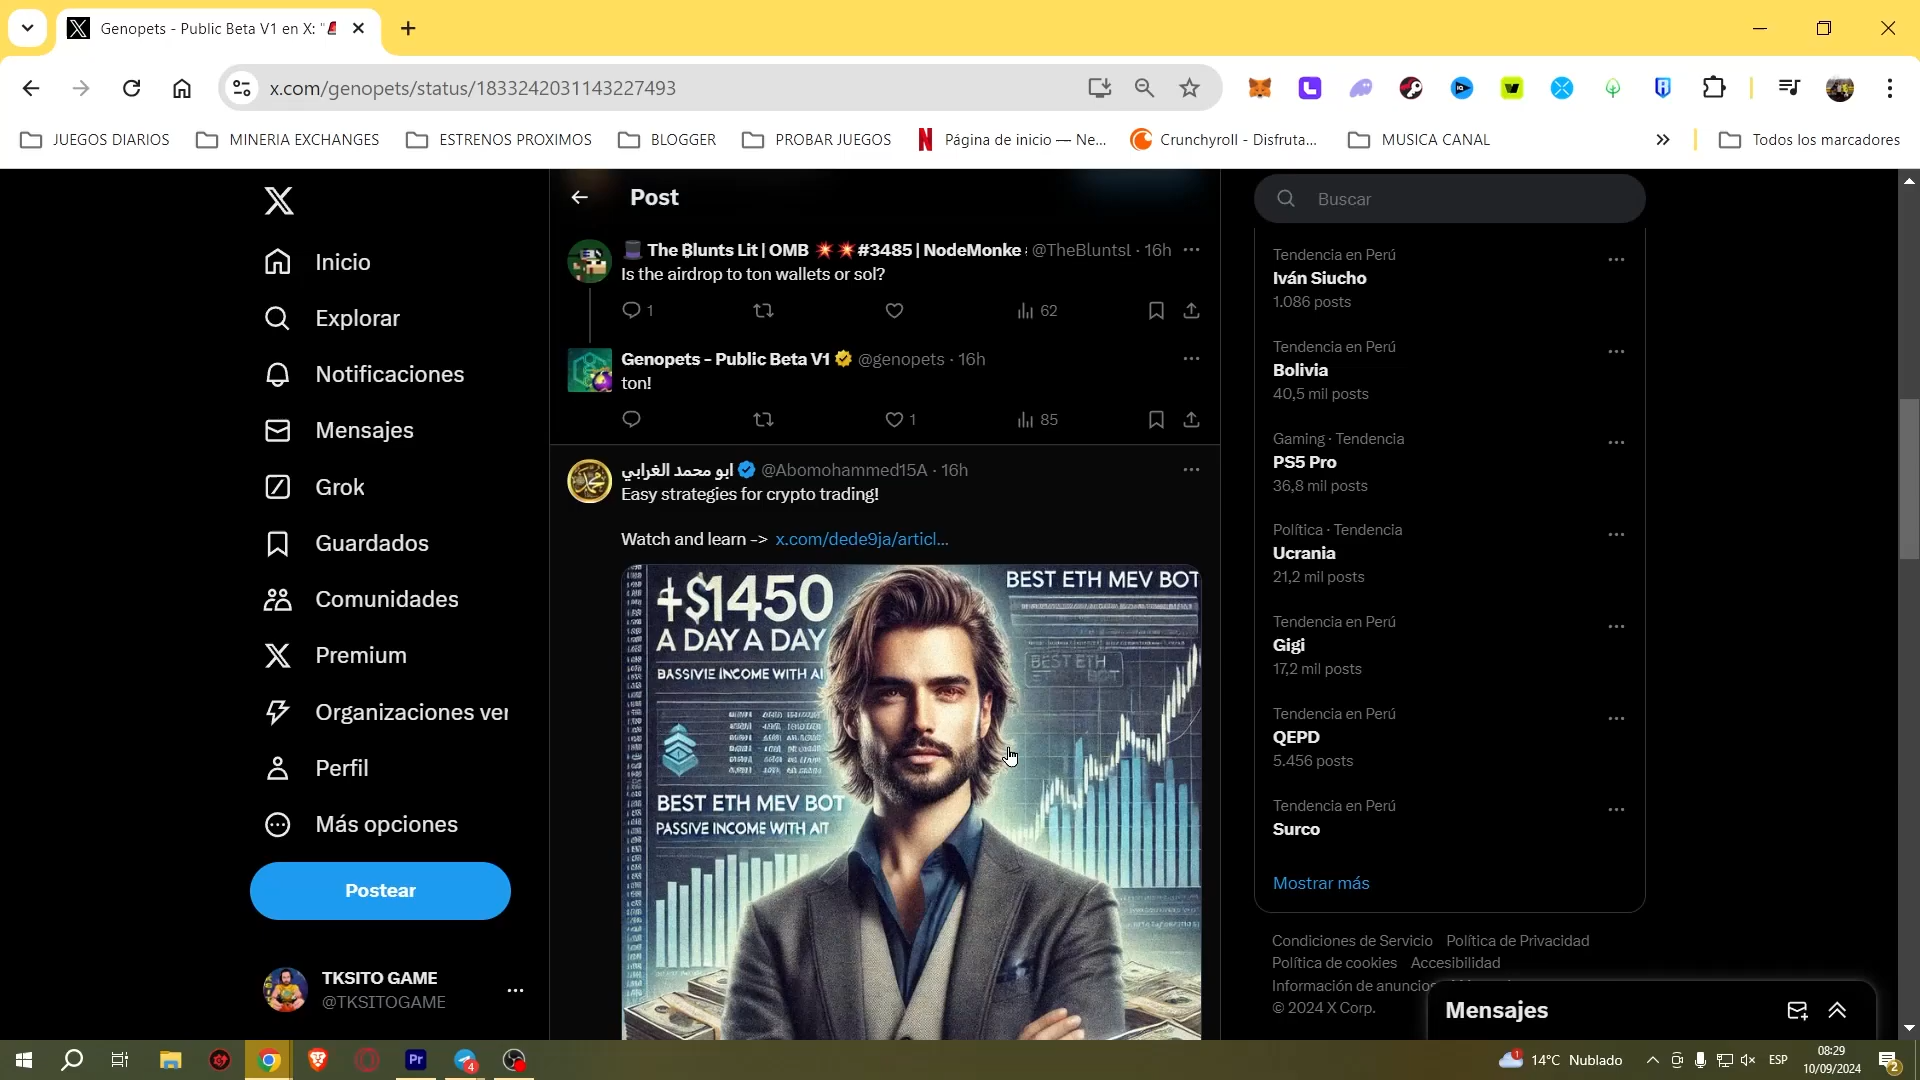 Genopets - Public Beta V1 en X: "
x.com/genopets/status/1833242031143227493
JUEGOS DIARIOS
MINERIA EXCHANGES
ESTRENOS PROXIMOS
BLOGGER
PROBAR JUEGOS
Página de inicio — Ne...
Crunchyroll - Disfruta...
MUSICA CANAL
Todos los marcadores
Inicio
Explorar
Notificaciones
Mensajes
Grok
Guardados
Comunidades
Premium
Organizaciones ver
Perfil
Más opciones
Postear
TKSITO GAME
@TKSITOGAME
Post
The ₿lunts Lit | OMB 💥💥#3485 | NodeMonke @TheBluntsL · 16h
Is the airdrop to ton wallets or sol?
1 62
Genopets - Public Beta V1 @genopets · 16h
ton!
1 85
ابو محمد الغرابي @Abomohammed15A · 16h
Easy strategies for crypto trading!
Watch and learn -> x.com/dede9ja/articl...
+$1450
A DAY A DAY
BASSIVE INCOME WITH AI
BEST ETH MEV BOT
PASSIVE INCOME WITH AIT
BEST ETH MEV BOT
BEST ETH
Buscar
Tendencia en Perú
Iván Siucho
1.086 posts
Tendencia en Perú
Bolivia
40,5 mil posts
Gaming · Tendencia
PS5 Pro
36,8 mil posts
Política · Tendencia
Ucrania
21,2 mil posts
Tendencia en Perú
Gigi
17,2 mil posts
Tendencia en Perú
QEPD
5.456 posts
Tendencia en Perú
Surco
Mostrar más
Condiciones de Servicio Política de Privacidad
Política de cookies Accesibilidad
Información de anuncios
© 2024 X Corp.
Mensajes
Pr
4
1
14°C Nublado
ESP
08:29
10/09/2024
2